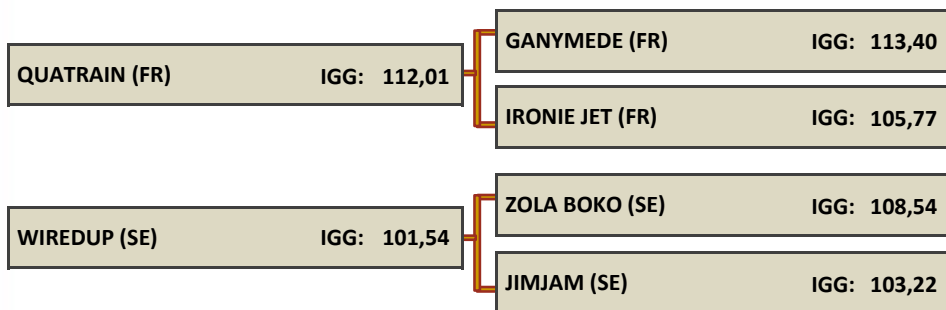 GANYMEDE (FR) IGG: 113,40
QUATRAIN (FR) IGG: 112,01
IRONIE JET (FR) IGG: 105,77
ZOLA BOKO (SE) IGG: 108,54
WIREDUP (SE) IGG: 101,54
JIMJAM (SE) IGG: 103,22